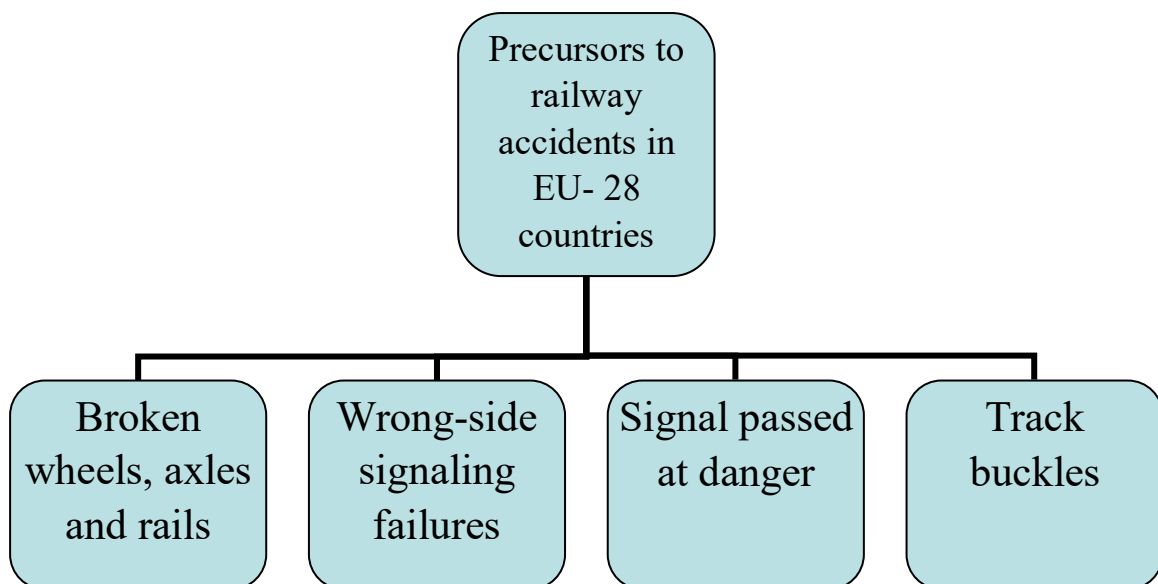 Precursors to
railway
accidents in
EU- 28
countries
Broken
wheels, axles
and rails
Wrong-side
signaling
failures
Signal passed
at danger
Track
buckles